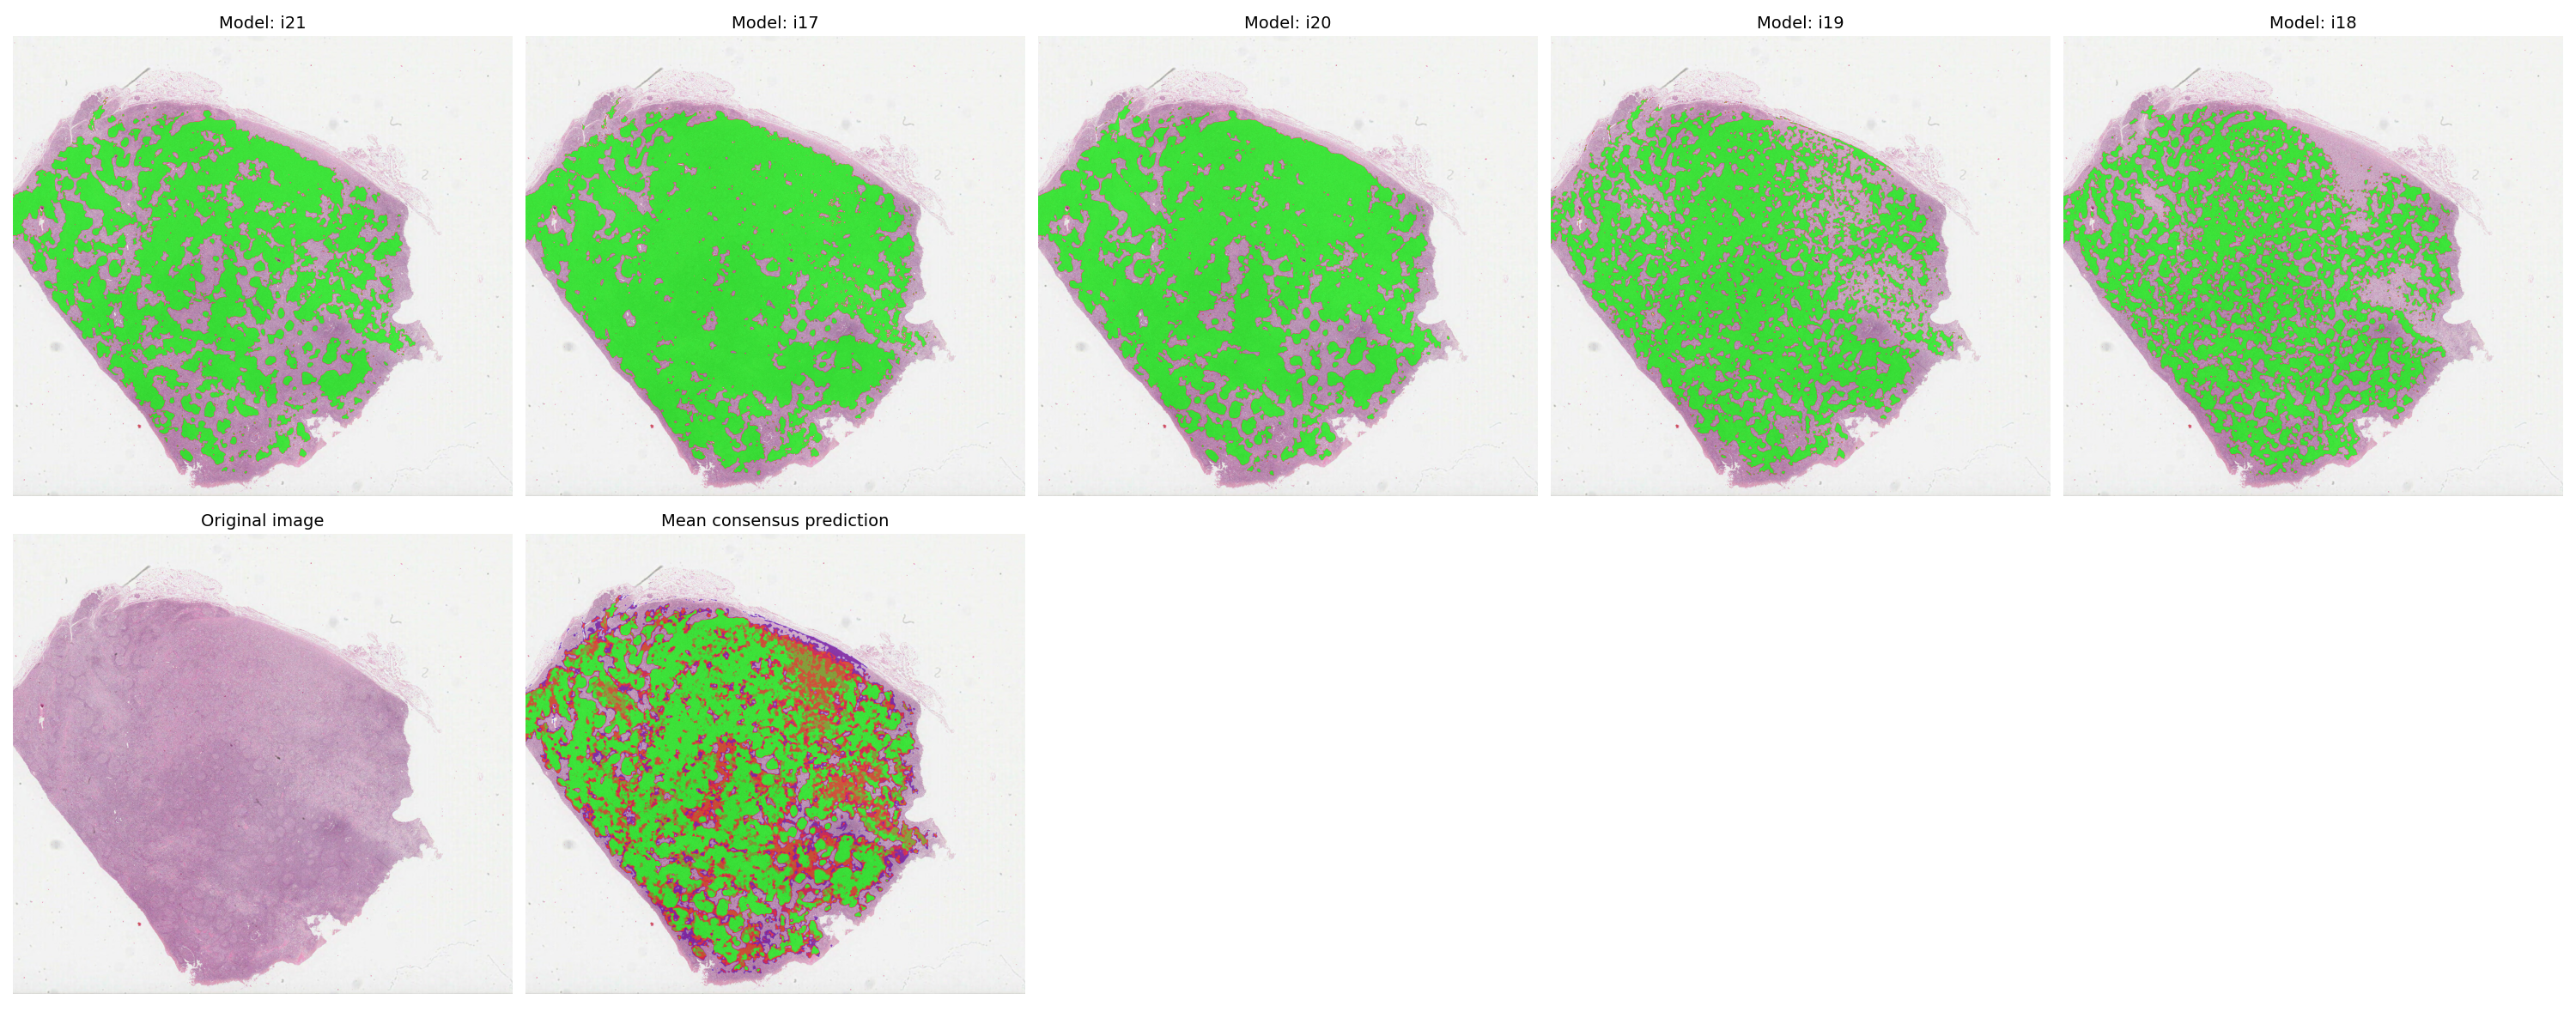 Model: i21
Model: i17
Model: i20
Model: i19
Model: i18
Original image
Mean consensus prediction